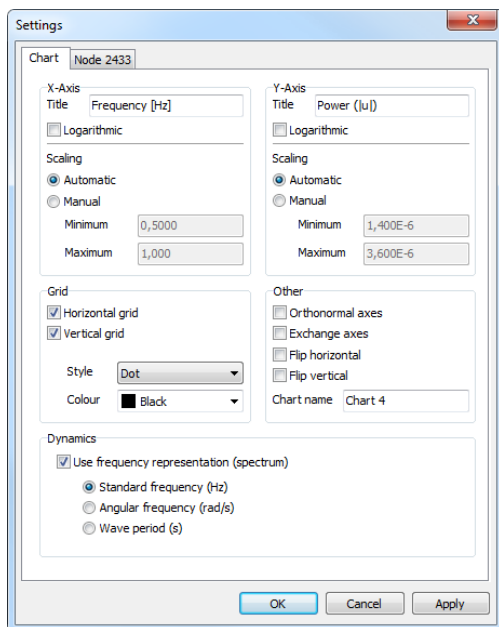 Settings
Chart
Node 2433
X-Axis
Title
Frequency [Hz]
Logarithmic
Scaling
Automatic
Manual
Minimum
0,5000
Maximum
1,000
Y-Axis
Title
Power (|u|)
Logarithmic
Scaling
Automatic
Manual
Minimum
1,400E-6
Maximum
3,600E-6
Grid
Horizontal grid
Vertical grid
Style
Dot
Colour
Black
Other
Orthonormal axes
Exchange axes
Flip horizontal
Flip vertical
Chart name
Chart 4
Dynamics
Use frequency representation (spectrum)
Standard frequency (Hz)
Angular frequency (rad/s)
Wave period (s)
OK
Cancel
Apply